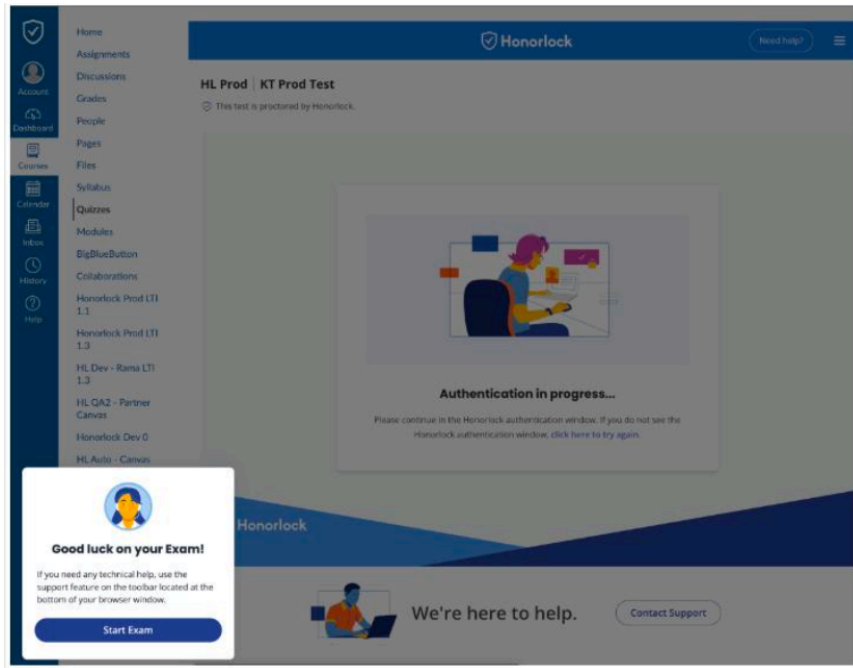 Account
Dashboard
Courses
Calendar
Inbox
History
Help
Home
Assignments
Discussions
Grades
People
Pages
Files
Syllabus
Quizzes
Modules
BigBlueButton
Collaborations
Honorlock Prod LTI
1.1
Honorlock Prod LTI
1.3
HL Dev - Rama LTI
1.3
HL QA2 - Partner
Canvas
Honorlock Dev 0
HL Auto - Canvas
Honorlock
Need help?
HL Prod | KT Prod Test
This test is proctored by Honorlock.
Authentication in progress...
Please continue in the Honorlock authentication window. If you do not see the
Honorlock authentication window, click here to try again.
Honorlock
Good luck on your Exam!
If you need any technical help, use the
support feature on the toolbar located at the
bottom of your browser window.
Start Exam
We're here to help.
Contact Support